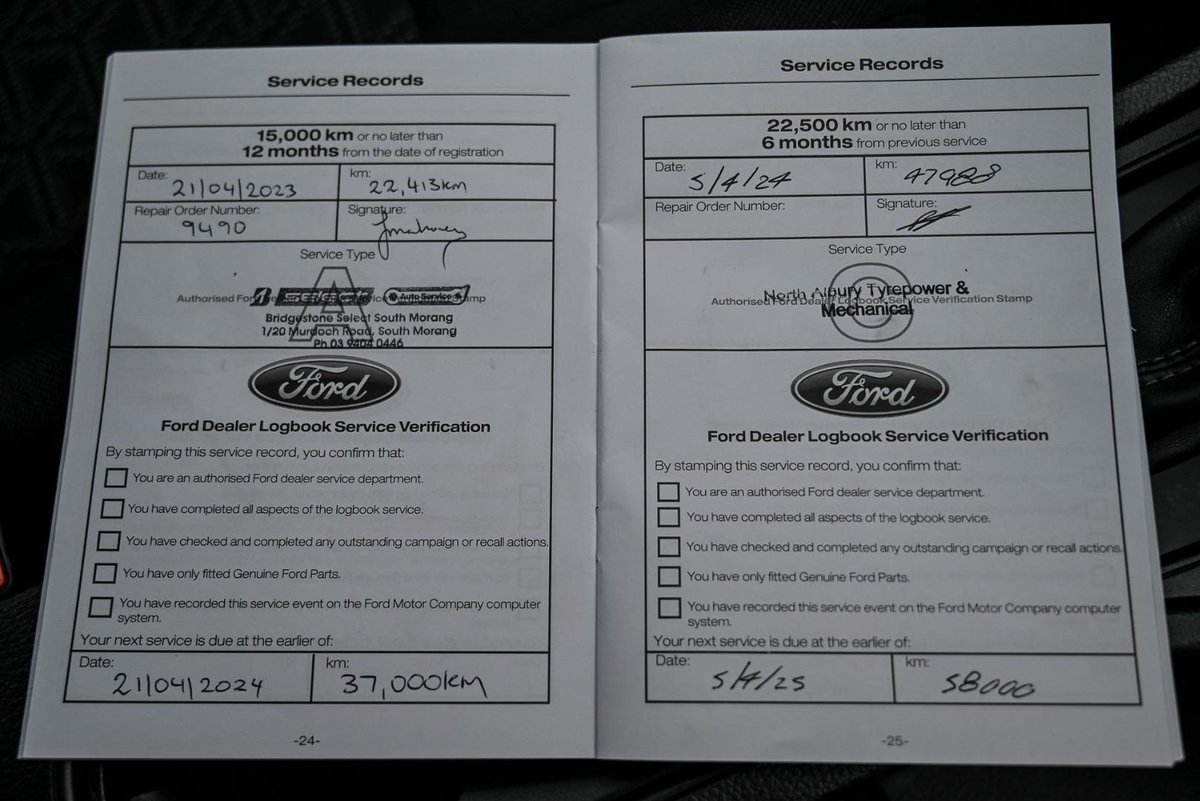 Service Records
15,000 km or no later than
12 months from the date of registration
Date: 21/04/2023
km: 22,413km
Repair Order Number: 9490
Signature:
Service Type
A
Authorised Ford Dealer Logbook Service Verification Stamp
Auto Service
Bridgestone Select South Morang
1/20 Murdoch Road, South Morang
Ph 03 9404 0446
Ford
Ford Dealer Logbook Service Verification
By stamping this service record, you confirm that:
You are an authorised Ford dealer service department.
You have completed all aspects of the logbook service.
You have checked and completed any outstanding campaign or recall actions.
You have only fitted Genuine Ford Parts.
You have recorded this service event on the Ford Motor Company computer
system.
Your next service is due at the earlier of:
Date: 21/04/2024
km: 37,000km
-24-
Service Records
22,500 km or no later than
6 months from previous service
Date: 5/4/24
km: 47988
Repair Order Number:
Signature:
Service Type
North Albury Tyrepower &
Authorised Ford Dealer Logbook Service Verification Stamp
Mechanical
Ford
Ford Dealer Logbook Service Verification
By stamping this service record, you confirm that:
You are an authorised Ford dealer service department.
You have completed all aspects of the logbook service.
You have checked and completed any outstanding campaign or recall actions.
You have only fitted Genuine Ford Parts.
You have recorded this service event on the Ford Motor Company computer
system.
Your next service is due at the earlier of:
Date: 5/4/25
km: 58000
-25-